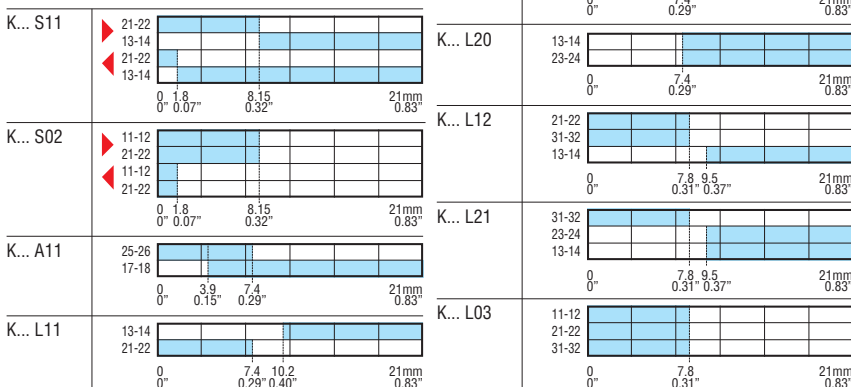 K... S11
21-22
13-14
21-22
13-14
0 1.8 8.15 21mm
0" 0.07" 0.32" 0.83"
K... S02
11-12
21-22
11-12
21-22
0 1.8 8.15 21mm
0" 0.07" 0.32" 0.83"
K... A11
25-26
17-18
0 3.9 7.4 21mm
0" 0.15" 0.29" 0.83"
K... L11
13-14
21-22
0 7.4 10.2 21mm
0" 0.29" 0.40" 0.83"
0" 0.29" 0.83"
K... L20
13-14
23-24
0 7.4 21mm
0" 0.29" 0.83"
K... L12
21-22
31-32
13-14
0 7.8 9.5 21mm
0" 0.31" 0.37" 0.83"
K... L21
31-32
23-24
13-14
0 7.8 9.5 21mm
0" 0.31" 0.37" 0.83"
K... L03
11-12
21-22
31-32
0 7.8 21mm
0" 0.31" 0.83"